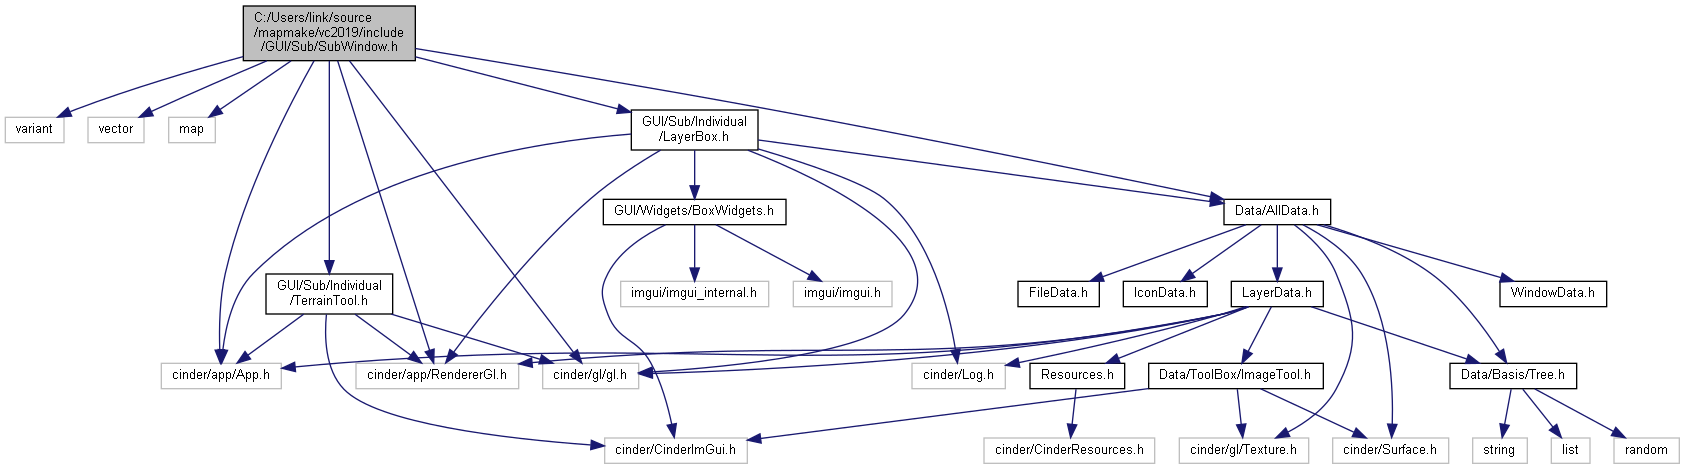 C:/Users/link/source
/mapmake/vc2019/include
/GUI/Sub/SubWindow.h
variant
vector
map
GUI/Sub/Individual
/LayerBox.h
GUI/Widgets/BoxWidgets.h
Data/AllData.h
GUI/Sub/Individual
/TerrainTool.h
imgui/imgui_internal.h
imgui/imgui.h
FileData.h
IconData.h
LayerData.h
WindowData.h
cinder/app/App.h
cinder/app/RendererGl.h
cinder/gl/gl.h
cinder/Log.h
Resources.h
Data/ToolBox/ImageTool.h
Data/Basis/Tree.h
cinder/CinderImGui.h
cinder/CinderResources.h
cinder/gl/Texture.h
cinder/Surface.h
string
list
random